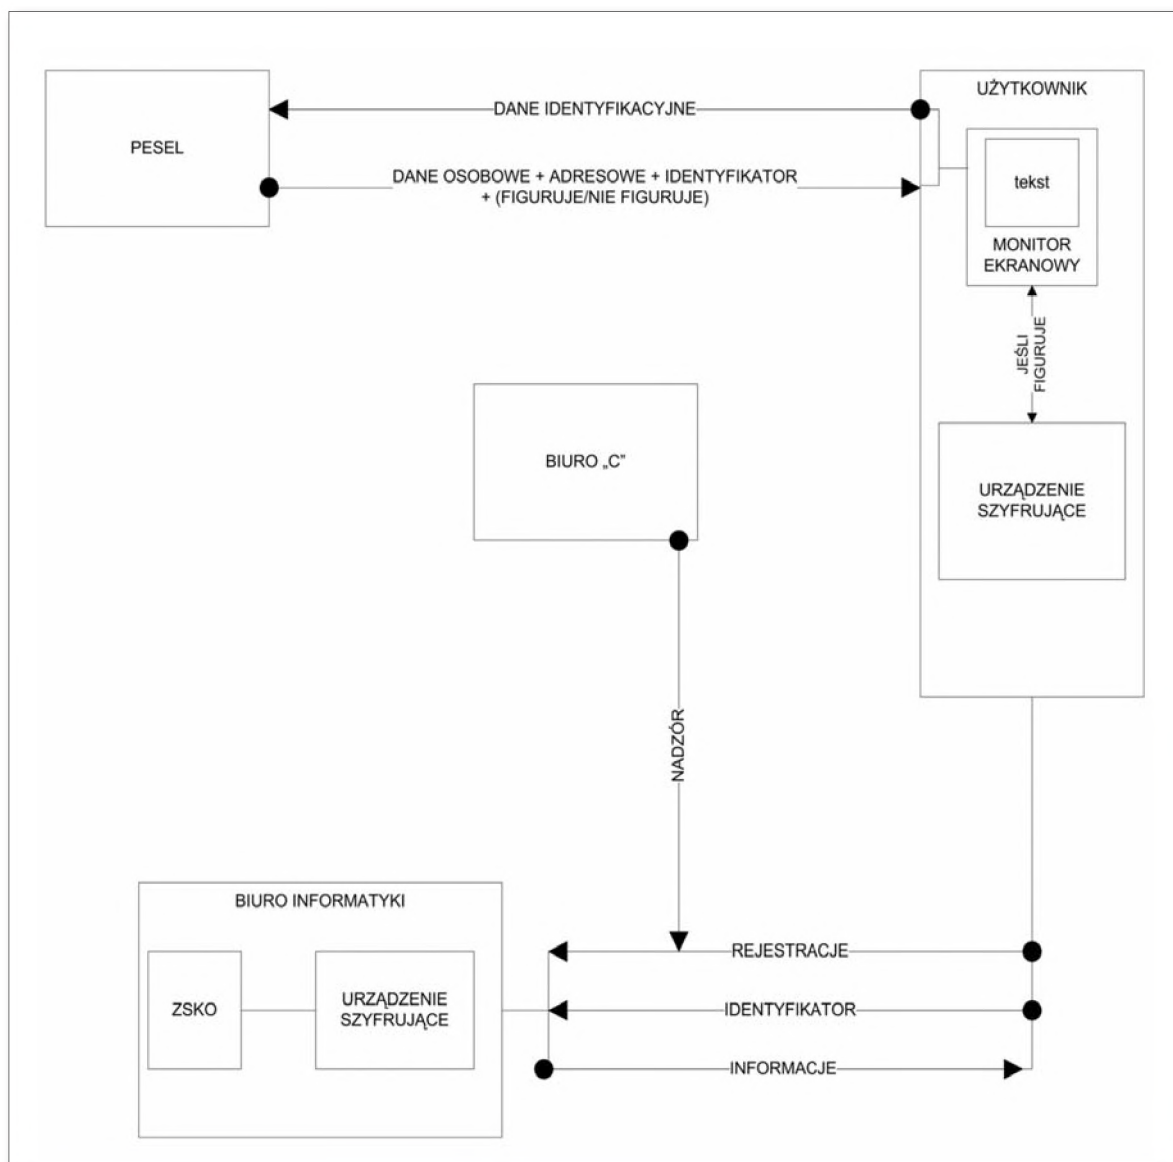 UŻYTKOWNIK
DANE IDENTYFIKACYJNE
PESEL
DANE OSOBOWE + ADRESOWE + IDENTYFIKATOR
+ (FIGURUJE/NIE FIGURUJE)
tekst
MONITOR
EKRANOWY
JEŚLI
FIGURUJE
BIURO „C”
URZĄDZENIE
SZYFRUJĄCE
NADZÓR
BIURO INFORMATYKI
REJESTRACJE
ZSKO
URZĄDZENIE
SZYFRUJĄCE
IDENTYFIKATOR
INFORMACJE